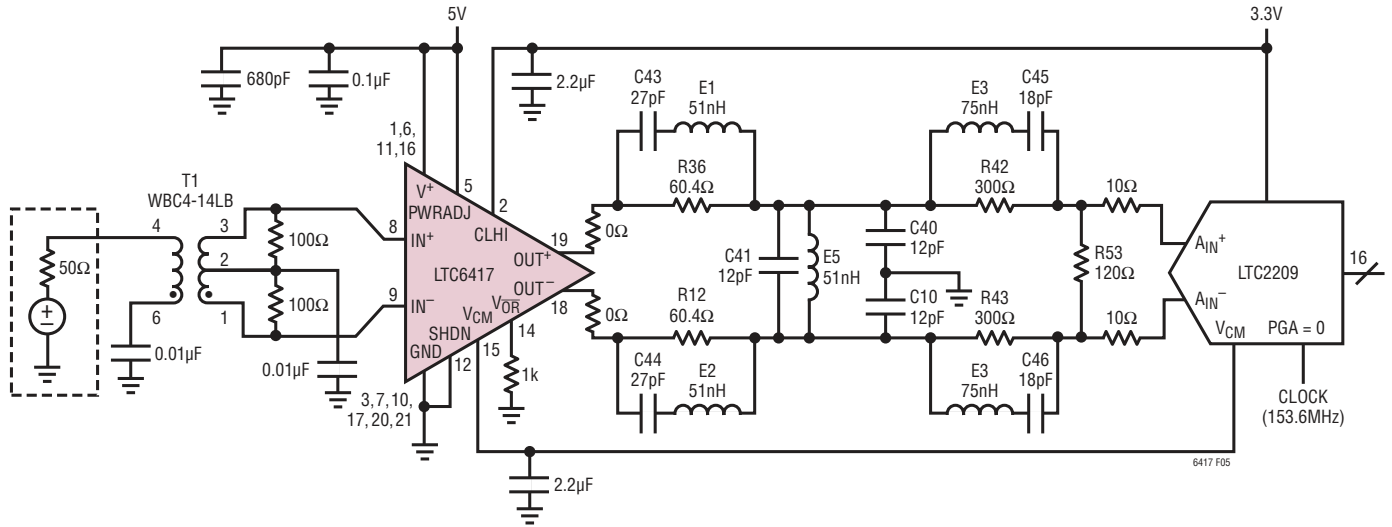 5V
3.3V
680pF
0.1µF
2.2µF
C43
27pF
E1
51nH
E3
75nH
C45
18pF
1,6,
11,16
R36
60.4Ω
R42
300Ω
10Ω
T1
WBC4-14LB
V+
5
PWRADJ
2
CLHI
4
3
8
IN+
19
0Ω
50Ω
100Ω
OUT+
C40
12pF
2
LTC6417
C41
12pF
E5
51nH
R53
120Ω
AIN+
16
LTC2209
OUT–
100Ω
9
IN–
18
0Ω
R12
60.4Ω
C10
12pF
R43
300Ω
10Ω
AIN–
6
1
VOR
VCM
14
SHDN
15
GND
12
VCM
PGA = 0
0.01µF
0.01µF
1k
C44
27pF
E2
51nH
E3
75nH
C46
18pF
3,7,10,
17,20,21
CLOCK
(153.6MHz)
6417 F05
2.2µF